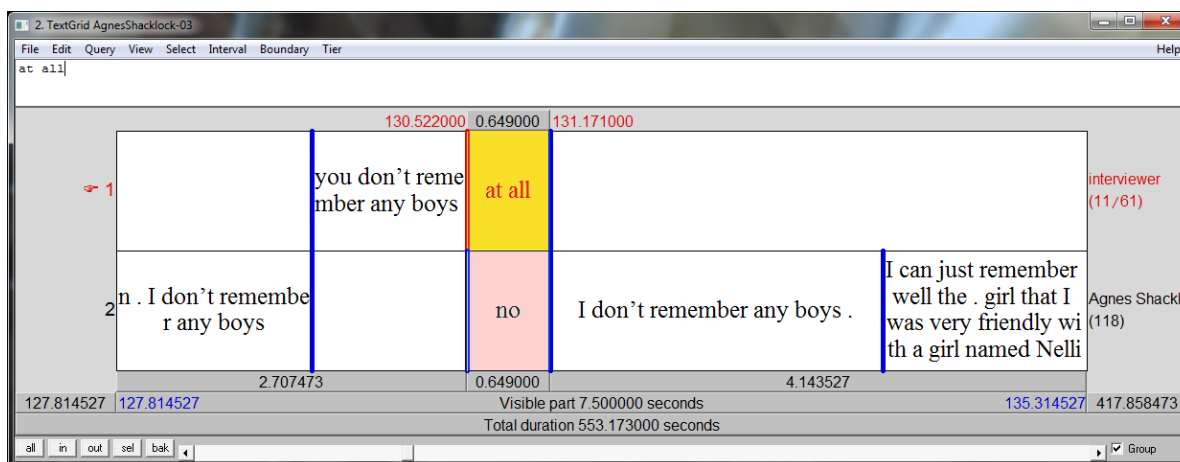 2. TextGrid AgnesShacklock-03
File Edit Query View Select Interval Boundary Tier Help
at all
130.522000 0.649000 131.171000
☞ 1
you don't reme
mber any boys
at all
interviewer
(11/61)
2
n . I don't remembe
r any boys
no
I don't remember any boys .
I can just remember
well the . girl that I
was very friendly wi
th a girl named Nelli
Agnes Shackl
(118)
2.707473 0.649000 4.143527
127.814527 127.814527 Visible part 7.500000 seconds 135.314527 417.858473
Total duration 553.173000 seconds
all in out sel bak Group